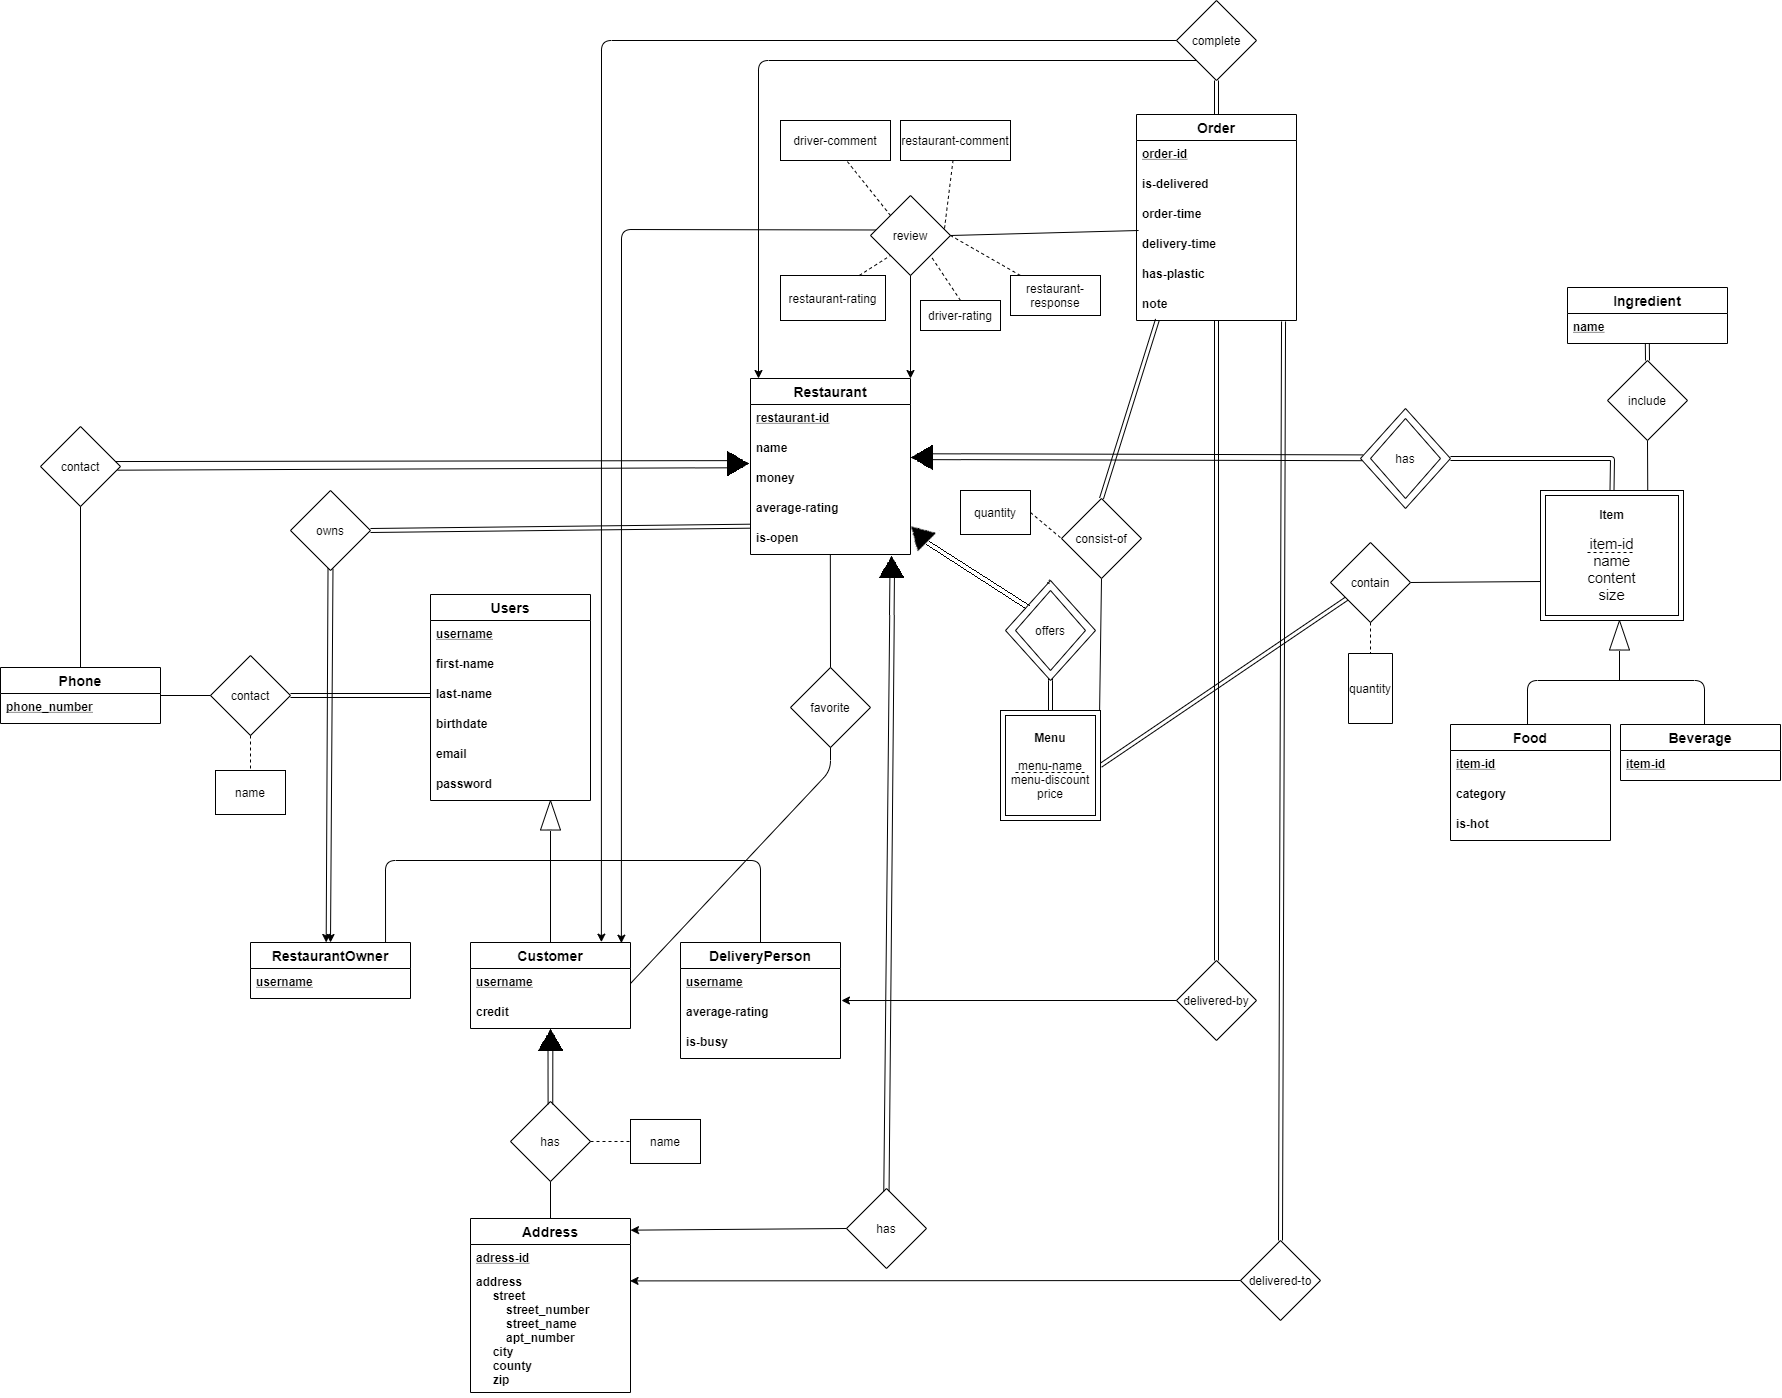 complete
Order
order-id
is-delivered
order-time
delivery-time
has-plastic
note
driver-comment
restaurant-comment
review
restaurant-rating
driver-rating
restaurant-
response
Ingredient
name
include
Restaurant
restaurant-id
name
money
average-rating
is-open
contact
has
owns
quantity
consist-of
Item
item-id
name
content
size
contain
quantity
Users
username
first-name
last-name
birthdate
email
password
offers
Phone
phone_number
contact
name
favorite
Menu
menu-name
menu-discount
price
Food
item-id
category
is-hot
Beverage
item-id
RestaurantOwner
username
Customer
username
credit
DeliveryPerson
username
average-rating
is-busy
delivered-by
has
name
has
Address
adress-id
address
street
street_number
street_name
apt_number
city
county
zip
delivered-to